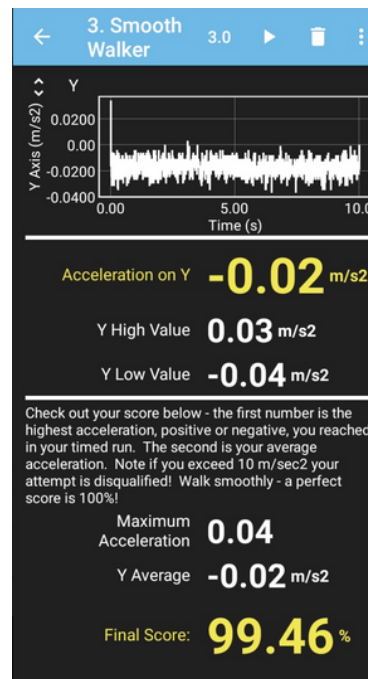 3. Smooth
Walker
3.0
Y
Y Axis (m/s2)
0.0200
0.00
-0.0200
-0.0400
0.00
5.00
10.0
Time (s)
Acceleration on Y -0.02 m/s2
Y High Value 0.03 m/s2
Y Low Value -0.04 m/s2
Check out your score below - the first number is the
highest acceleration, positive or negative, you reached
in your timed run. The second is your average
acceleration. Note if you exceed 10 m/sec2 your
attempt is disqualified! Walk smoothly - a perfect
score is 100%!
Maximum
Acceleration 0.04
Y Average -0.02 m/s2
Final Score: 99.46 %